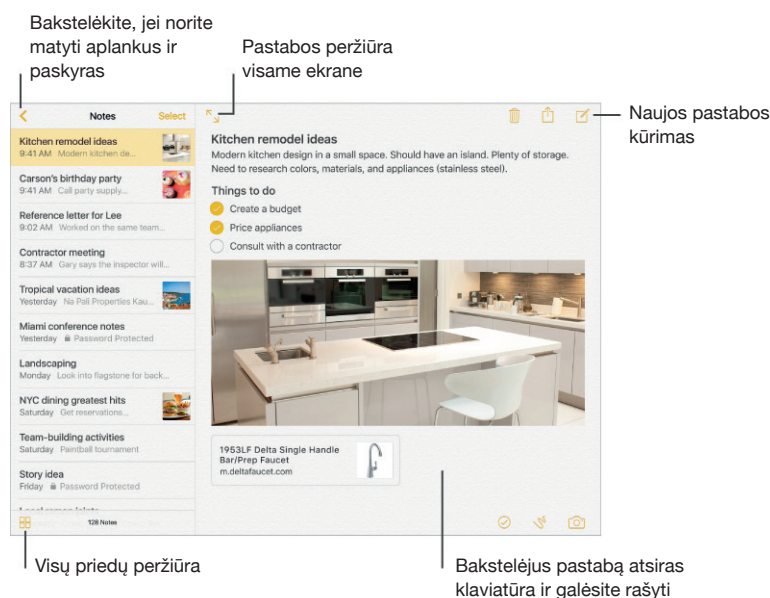 Bakstelėkite, jei norite
matyti aplankus ir
paskyras
Pastabos peržiūra
visame ekrane
Naujos pastabos
kūrimas
Notes
Select
Kitchen remodel ideas
9:41 AM Modern kitchen de...
Carson's birthday party
9:41 AM Call party supply...
Reference letter for Lee
9:02 AM Worked on the same team...
Contractor meeting
8:37 AM Gary says the inspector will...
Tropical vacation ideas
Yesterday Na Pali Properties Kau...
Miami conference notes
Yesterday Password Protected
Landscaping
Monday Look into flagstone for back...
NYC dining greatest hits
Saturday Get reservations...
Team-building activities
Saturday Paintball tournament
Story idea
Friday Password Protected
128 Notes
Kitchen remodel ideas
Modern kitchen design in a small space. Should have an island. Plenty of storage.
Need to research colors, materials, and appliances (stainless steel).
Things to do
Create a budget
Price appliances
Consult with a contractor
1953LF Delta Single Handle
Bar/Prep Faucet
m.deltafaucet.com
Visų priedų peržiūra
Bakstelėjus pastabą atsiras
klaviatūra ir galėsite rašyti